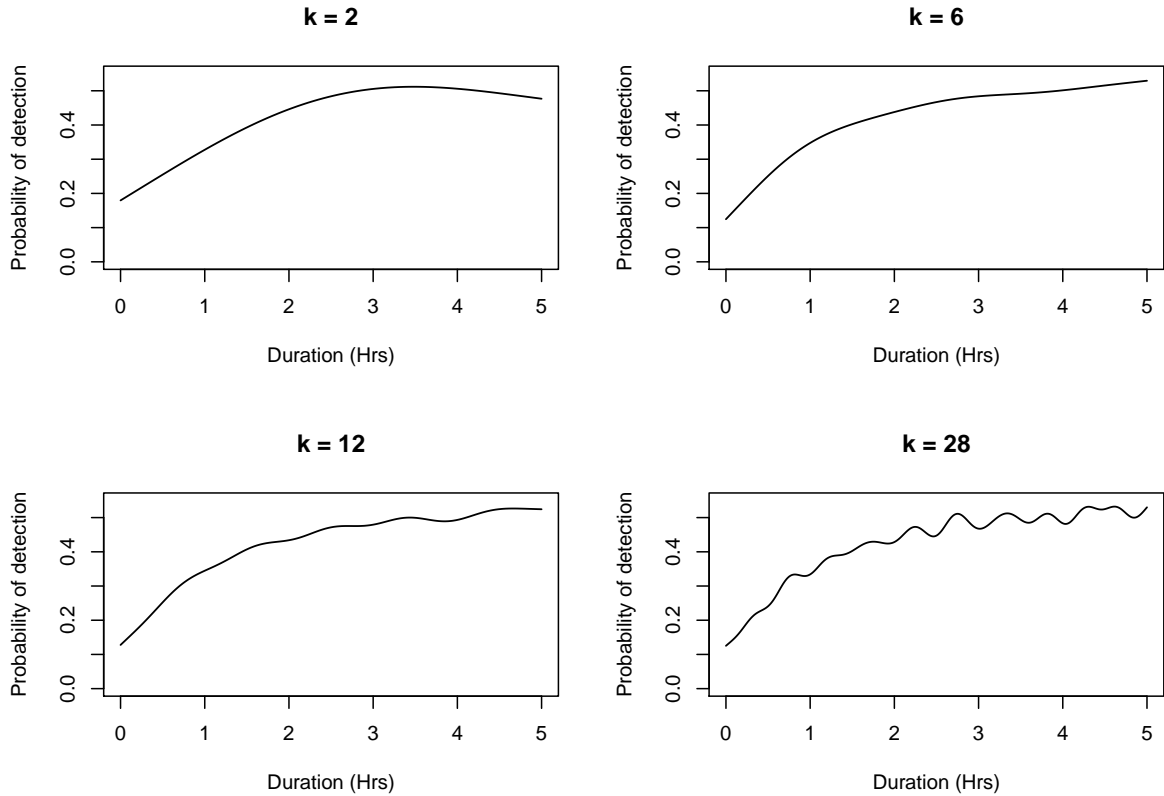 k = 2
Probability of detection
0.0 0.2 0.4
0 1 2 3 4 5
Duration (Hrs)
k = 6
Probability of detection
0.0 0.2 0.4
0 1 2 3 4 5
Duration (Hrs)
k = 12
Probability of detection
0.0 0.2 0.4
0 1 2 3 4 5
Duration (Hrs)
k = 28
Probability of detection
0.0 0.2 0.4
0 1 2 3 4 5
Duration (Hrs)